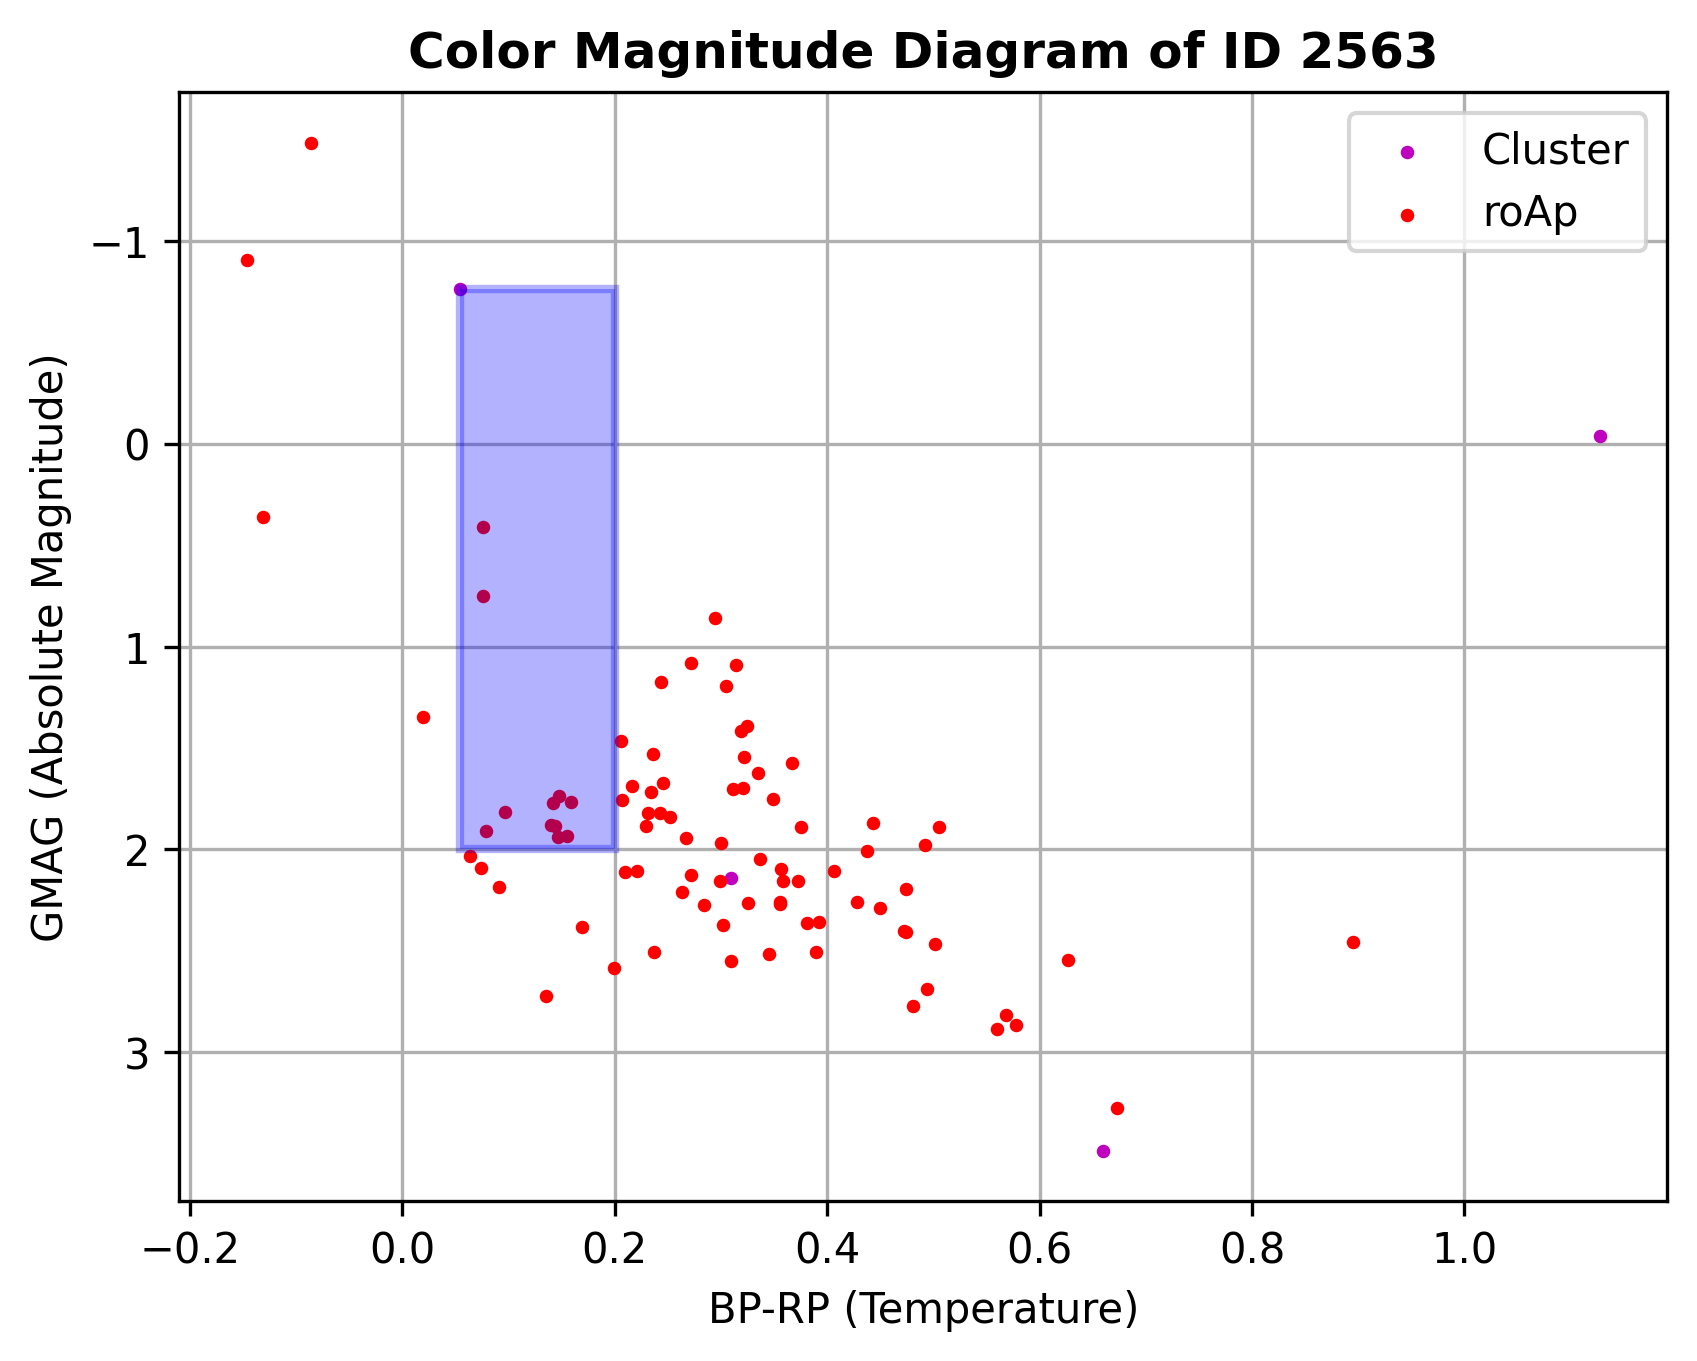 Color Magnitude Diagram of ID 2563
Cluster
roAp
GMAG (Absolute Magnitude)
−1
0
1
2
3
−0.2 0.0 0.2 0.4 0.6 0.8 1.0
BP-RP (Temperature)